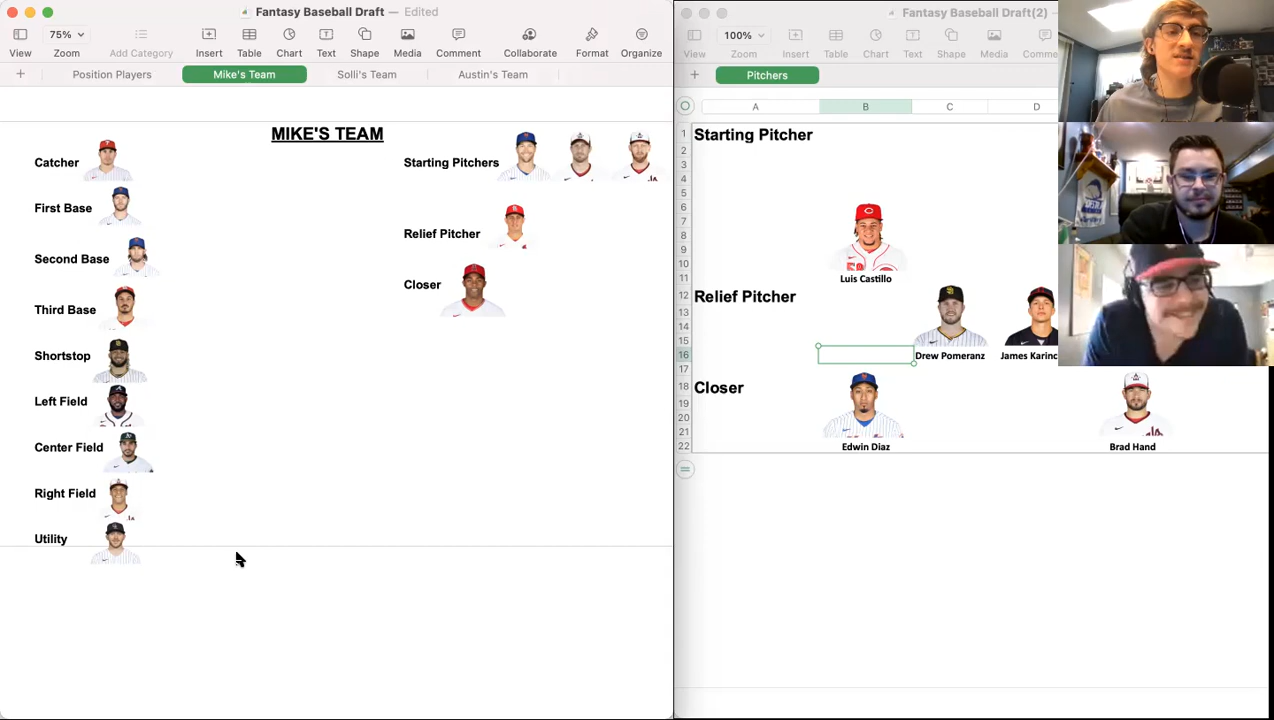 Fantasy Baseball Draft — Edited
75%
View Zoom Add Category Insert Table Chart Text Shape Media Comment Collaborate Format Organize
Position Players Mike's Team Solli's Team Austin's Team
MIKE'S TEAM
Catcher
First Base
Second Base
Third Base
Shortstop
Left Field
Center Field
Right Field
Utility
Starting Pitchers
Relief Pitcher
Closer
Fantasy Baseball Draft(2) —
100%
View Zoom Insert Table Chart Text Shape Media Comme
Pitchers
A B C D
1 Starting Pitcher
2
3
4
5
6
7
8
9
10
11 Luis Castillo
12 Relief Pitcher
13
14
15
16 Drew Pomeranz James Karinc
17
18 Closer
19
20
21
22 Edwin Diaz Brad Hand